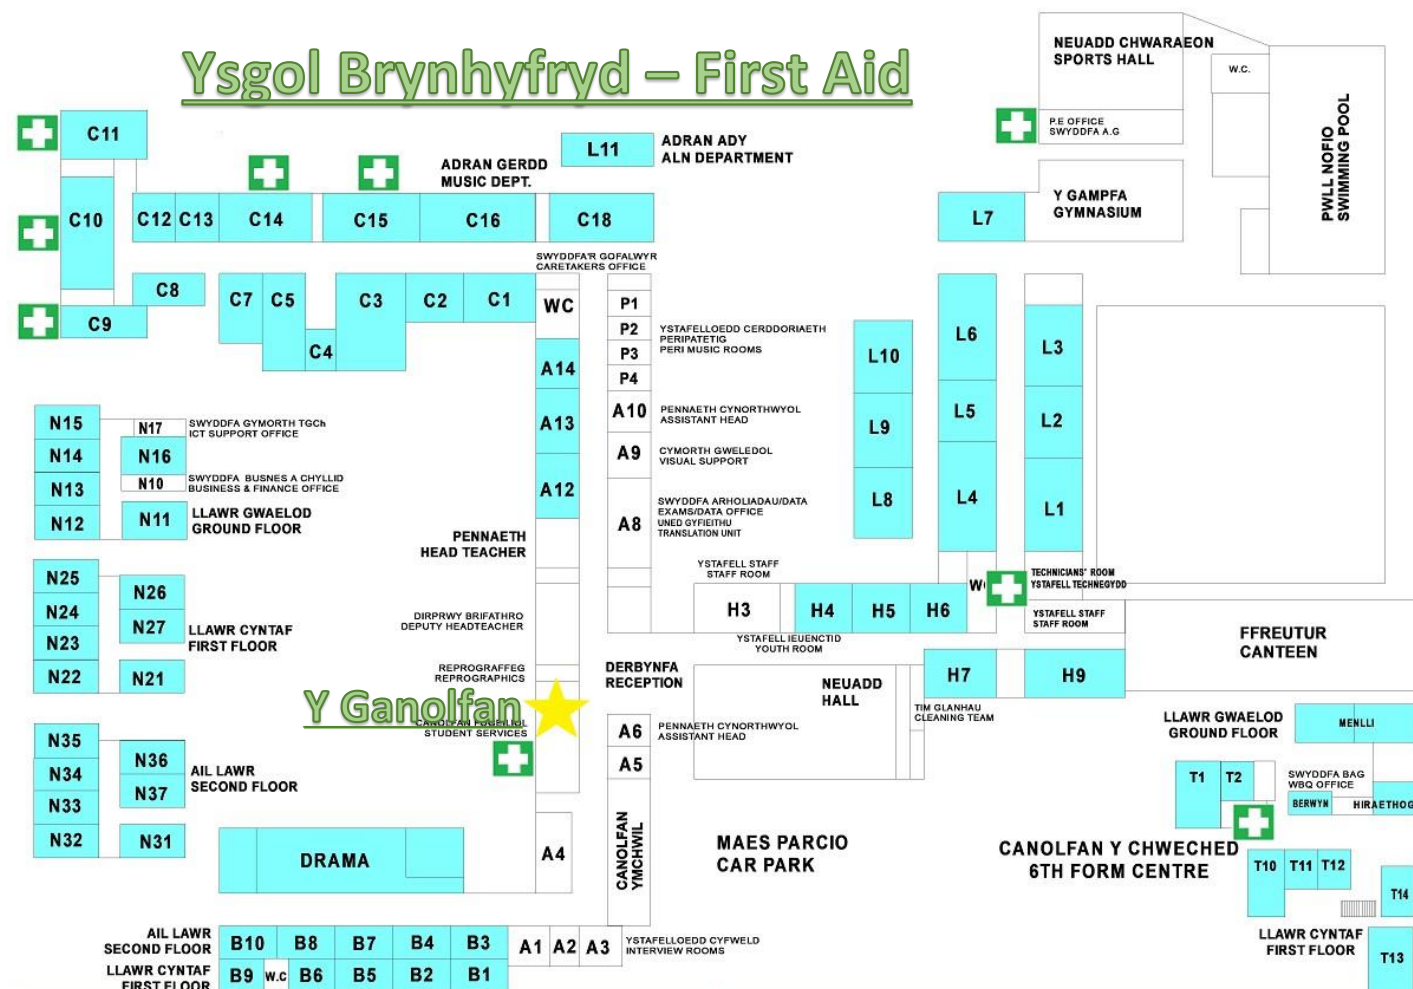 Ysgol Brynhyfryd – First Aid
NEUADD CHWARAEON
SPORTS HALL
W.C.
P.E OFFICE
SWYDDFA A.G
PWLL NOFIO
SWIMMING POOL
Y GAMPFA
GYMNASIUM
L7
C11
L11
ADRAN ADY
ALN DEPARTMENT
ADRAN GERDD
MUSIC DEPT.
C10
C12
C13
C14
C15
C16
C18
SWYDDFA'R GOFALWYR
CARETAKERS OFFICE
C8
C9
C7
C5
C4
C3
C2
C1
WC
A14
A13
A12
P1
P2
P3
P4
YSTAFELLOEDD CERDDORIAETH
PERIPATETIG
PERI MUSIC ROOMS
A10
PENNAETH CYNORTHWYOL
ASSISTANT HEAD
A9
CYMORTH GWELEDOL
VISUAL SUPPORT
A8
SWYDDFA ARHOLIADAU/DATA
EXAMS/DATA OFFICE
UNED GYFIEITHU
TRANSLATION UNIT
L10
L9
L8
L6
L5
L4
L3
L2
L1
N15
N14
N13
N12
N17
SWYDDFA GYMORTH TGCh
ICT SUPPORT OFFICE
N16
N10
SWYDDFA BUSNES A CHYLLID
BUSINESS & FINANCE OFFICE
N11
LLAWR GWAELOD
GROUND FLOOR
PENNAETH
HEAD TEACHER
N25
N24
N23
N22
N26
N27
N21
LLAWR CYNTAF
FIRST FLOOR
DIRPRWY BRIFATHRO
DEPUTY HEADTEACHER
YSTAFELL STAFF
STAFF ROOM
H3
H4
H5
H6
YSTAFELL IEUENCTID
YOUTH ROOM
TECHNICIANS' ROOM
YSTAFELL TECHNEGYDD
YSTAFELL STAFF
STAFF ROOM
FFREUTUR
CANTEEN
REPROGRAFFEG
REPROGRAPHICS
DERBYNFA
RECEPTION
NEUADD
HALL
H7
H9
TIM GLANHAU
CLEANING TEAM
Y Ganolfan
STUDENT SERVICES
A6
PENNAETH CYNORTHWYOL
ASSISTANT HEAD
A5
N35
N34
N33
N32
N36
N37
N31
AIL LAWR
SECOND FLOOR
LLAWR GWAELOD
GROUND FLOOR
MENLLI
T1
T2
SWYDDFA BAG
WBQ OFFICE
BERWYN
HIRAETHOG
CANOLFAN Y CHWECHED
6TH FORM CENTRE
T10
T11
T12
T14
LLAWR CYNTAF
FIRST FLOOR
T13
DRAMA
A4
CANOLFAN
YMCHWIL
MAES PARCIO
CAR PARK
AIL LAWR
SECOND FLOOR
B10
B8
B7
B4
B3
A1
A2
A3
YSTAFELLOEDD CYFWELD
INTERVIEW ROOMS
LLAWR CYNTAF
FIRST FLOOR
B9
W.C
B6
B5
B2
B1